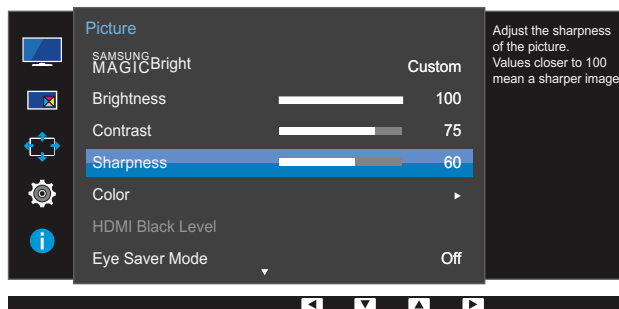 Picture
SAMSUNG
MAGICBright Custom
Brightness 100
Contrast 75
Sharpness 60
Color
HDMI Black Level
Eye Saver Mode Off
Adjust the sharpness
of the picture.
Values closer to 100
mean a sharper image
i